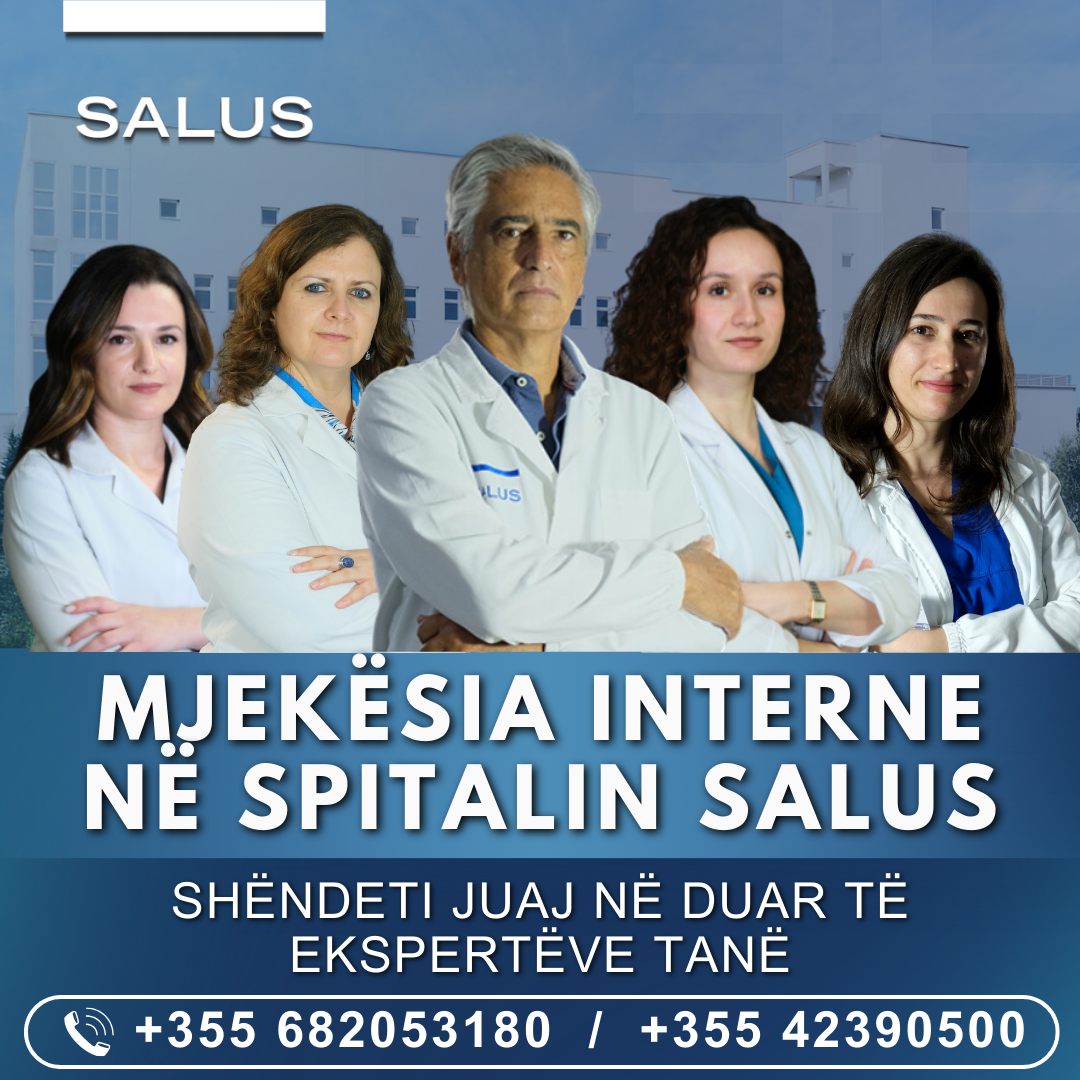 SALUS
MJEKËSIA INTERNE
NË SPITALIN SALUS
SHËNDETI JUAJ NË DUAR TË
EKSPERTËVE TANË
+355 682053180 / +355 42390500